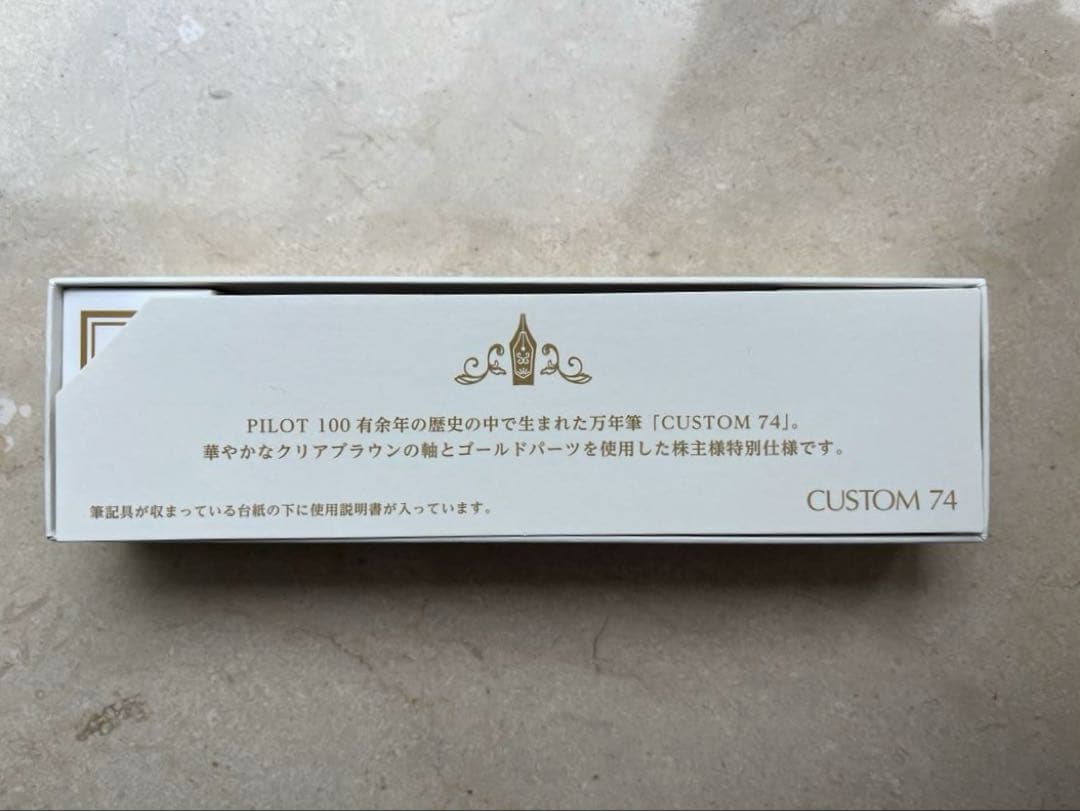 PILOT 100有余年の歴史の中で生まれた万年筆「CUSTOM 74」。
華やかなクリアブラウンの軸とゴールドパーツを使用した株主様特別仕様です。
筆記具が収まっている台紙の下に使用説明書が入っています。
CUSTOM 74